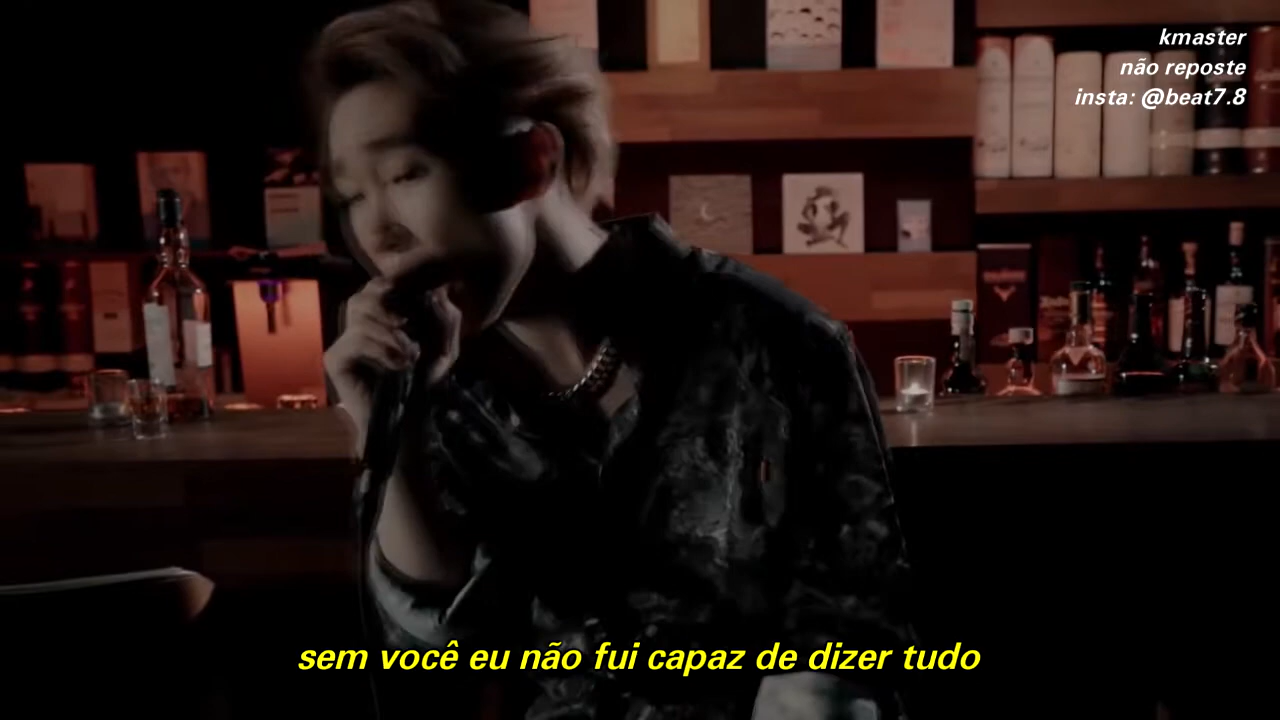 kmaster
não reposte
insta: @beat7.8
sem você eu não fui capaz de dizer tudo